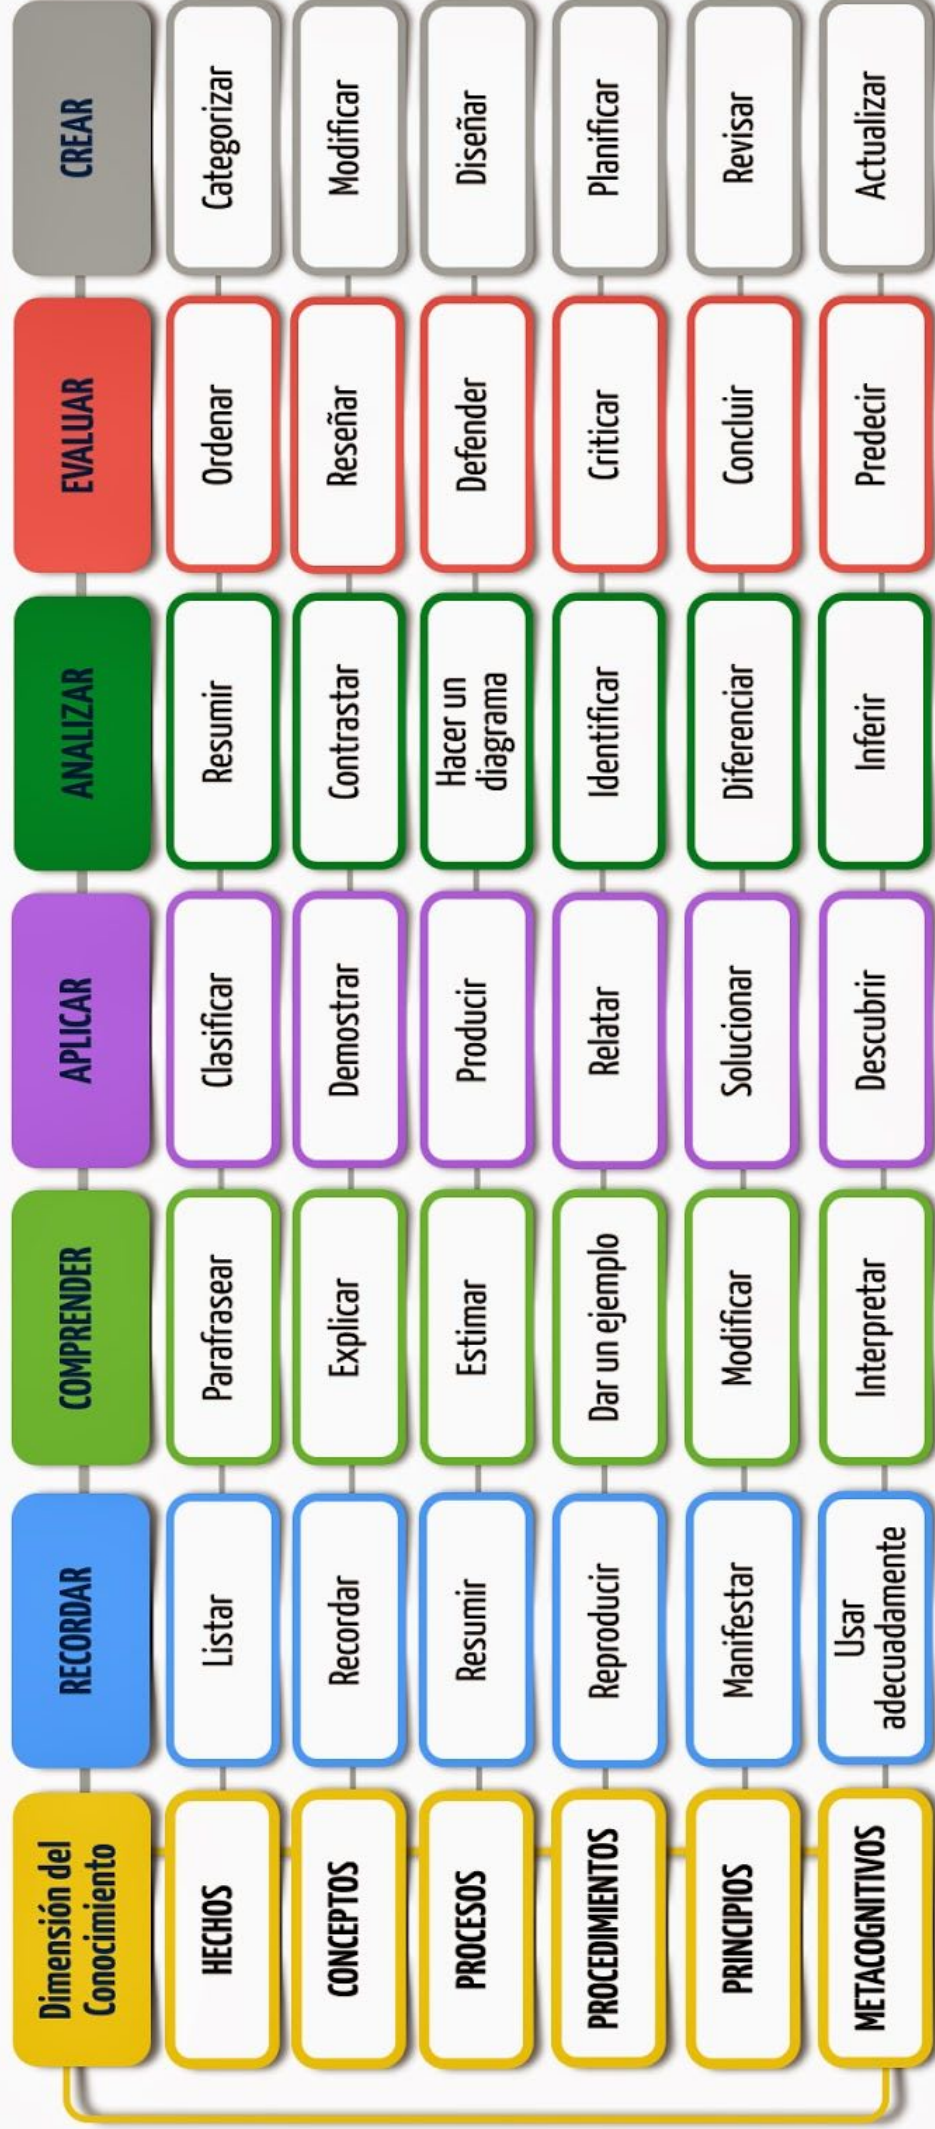 Dimensión del
Conocimiento
RECORDAR
COMPRENDER
APLICAR
ANALIZAR
EVALUAR
CREAR
HECHOS
Listar
Parafrasear
Clasificar
Resumir
Ordenar
Categorizar
CONCEPTOS
Recordar
Explicar
Demostrar
Contrastar
Reseñar
Modificar
PROCESOS
Resumir
Estimar
Producir
Hacer un
diagrama
Defender
Diseñar
PROCEDIMIENTOS
Reproducir
Dar un ejemplo
Relatar
Identificar
Criticar
Planificar
PRINCIPIOS
Manifestar
Modificar
Solucionar
Diferenciar
Concluir
Revisar
METACOGNITIVOS
Usar
adecuadamente
Interpretar
Descubrir
Inferir
Predecir
Actualizar